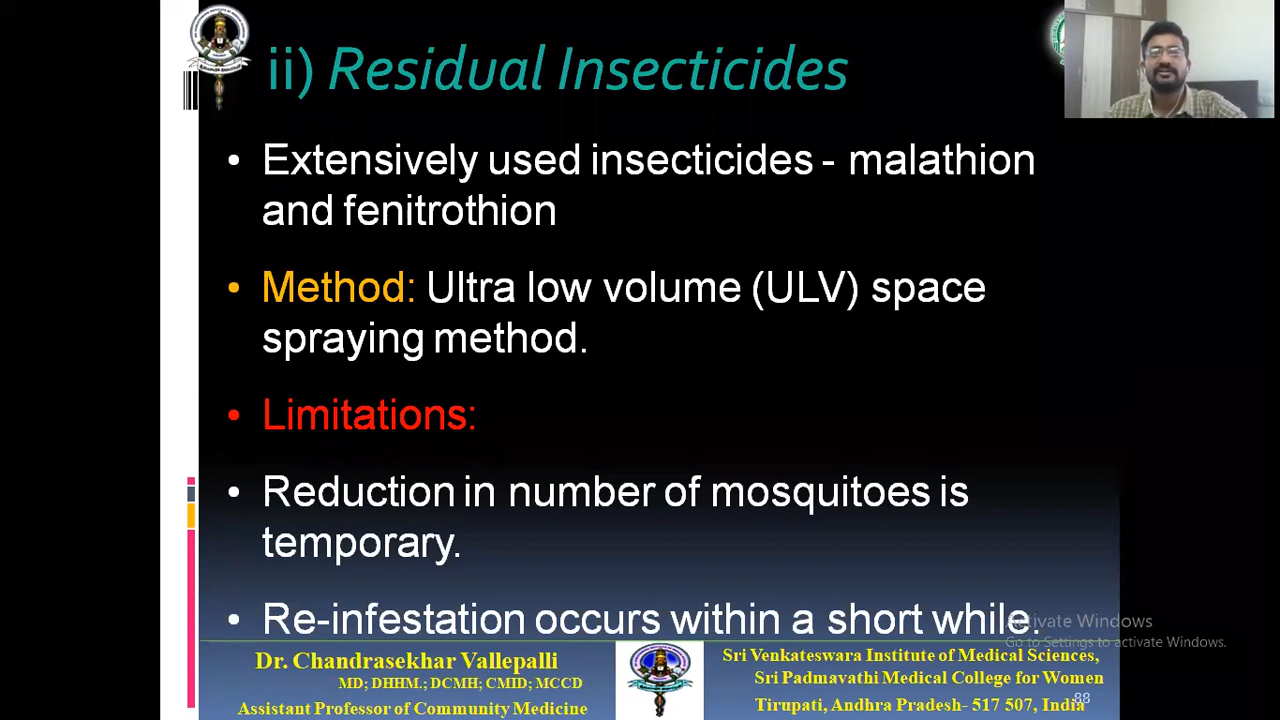 ii) Residual Insecticides
• Extensively used insecticides - malathion
and fenitrothion
• Method: Ultra low volume (ULV) space
spraying method.
• Limitations:
• Reduction in number of mosquitoes is
temporary.
• Re-infestation occurs within a short while.
Activate Windows
Go to Settings to activate Windows.
Dr. Chandrasekhar Vallepalli
MD; DHHM.; DCMH; CMID; MCCD
Assistant Professor of Community Medicine
Sri Venkateswara Institute of Medical Sciences,
Sri Padmavathi Medical College for Women
Tirupati, Andhra Pradesh- 517 507, India
88